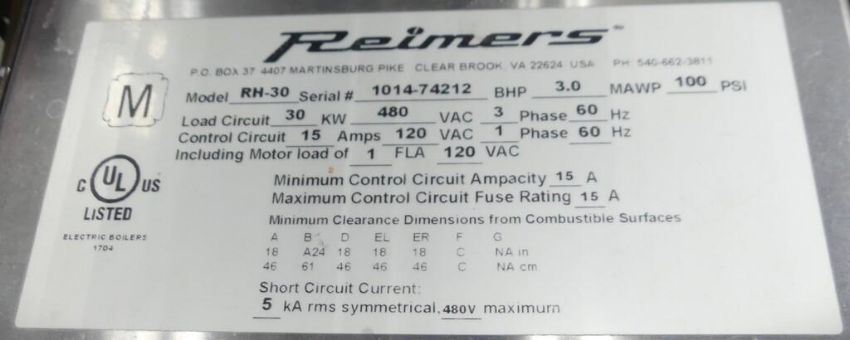 Reimers
P.O. BOX 37 4407 MARTINSBURG PIKE CLEAR BROOK, VA 22624 USA PH: 540-662-3811
M
Model RH-30 Serial # 1014-74212 BHP 3.0 MAWP 100 PSI
Load Circuit 30 KW 480 VAC 3 Phase 60 Hz
Control Circuit 15 Amps 120 VAC 1 Phase 60 Hz
Including Motor load of 1 FLA 120 VAC
C UL US
LISTED
ELECTRIC BOILERS
1704
Minimum Control Circuit Ampacity 15 A
Maximum Control Circuit Fuse Rating 15 A
Minimum Clearance Dimensions from Combustible Surfaces
A B D EL ER F G
18 A24 18 18 18 C NA in
46 61 46 46 46 C NA cm
Short Circuit Current:
5 kA rms symmetrical, 480V maximum